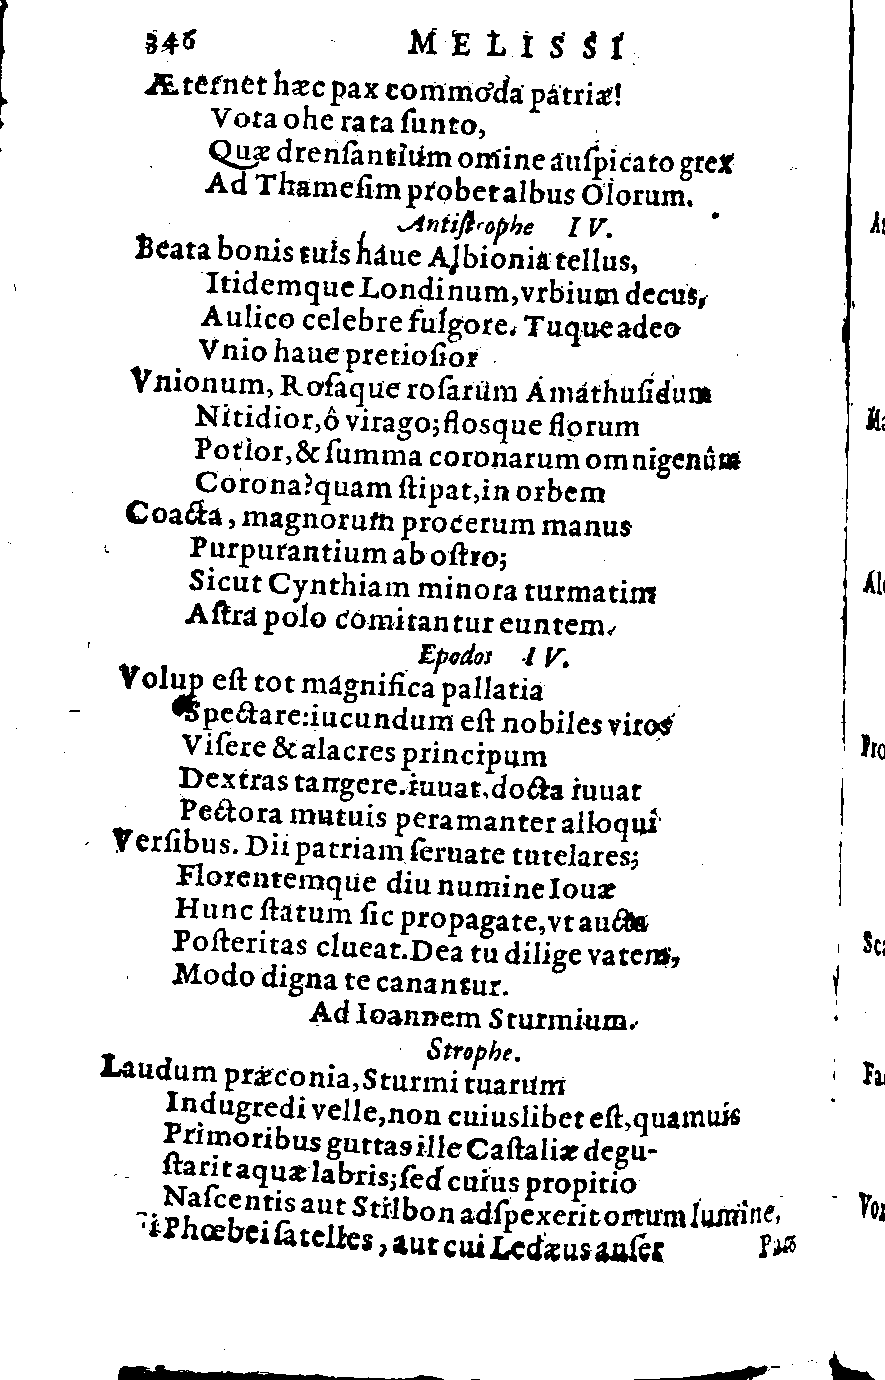 346 MELISSI
Æternet hæc pax commoda patriæ!
Vota ohe rata ſunto,
Quæ drenſantium omine auſpicato grex
Ad Thameſim probet albus Olorum.
Antiſtrophe IV.
Beata bonis tuis haue Albionia tellus,
Itidemque Londinum, vrbium decus,
Aulico celebre fulgore. Tuque adeo
Vnio haue pretioſior
Vnionum, Roſaque roſarum Amathuſidum
Nitidior, ô virago; floſque florum
Potior, & ſumma coronarum omnigenûm
Corona? quam ſtipat, in orbem
Coacta, magnorum procerum manus
Purpurantium ab oſtro;
Sicut Cynthiam minora turmatim
Aſtra polo comitantur euntem.
Epodos IV.
Volup eſt tot magnifica pallatia
Spectare: iucundum eſt nobiles viros
Viſere & alacres principum
Dextras tangere. iuuat, docta iuuat
Pectora mutuis peramanter alloqui
Verſibus. Dii patriam ſeruate tutelares;
Florentemque diu numine Iouæ
Hunc ſtatum ſic propagate, vt aucta
Poſteritas clueat. Dea tu dilige vatem,
Modo digna te canantur.
Ad Ioannem Sturmium.
Strophe.
Laudum præconia, Sturmi tuarum
Indugredi velle, non cuiuslibet eſt, quamuis
Primoribus guttas ille Caſtaliæ degu-
ſtarit aquæ labris; ſed cuius propitio
Naſcentis aut Stilbon adſpexerit ortum lumine,
Phœbei ſatelles, aut cui Ledæus anſer